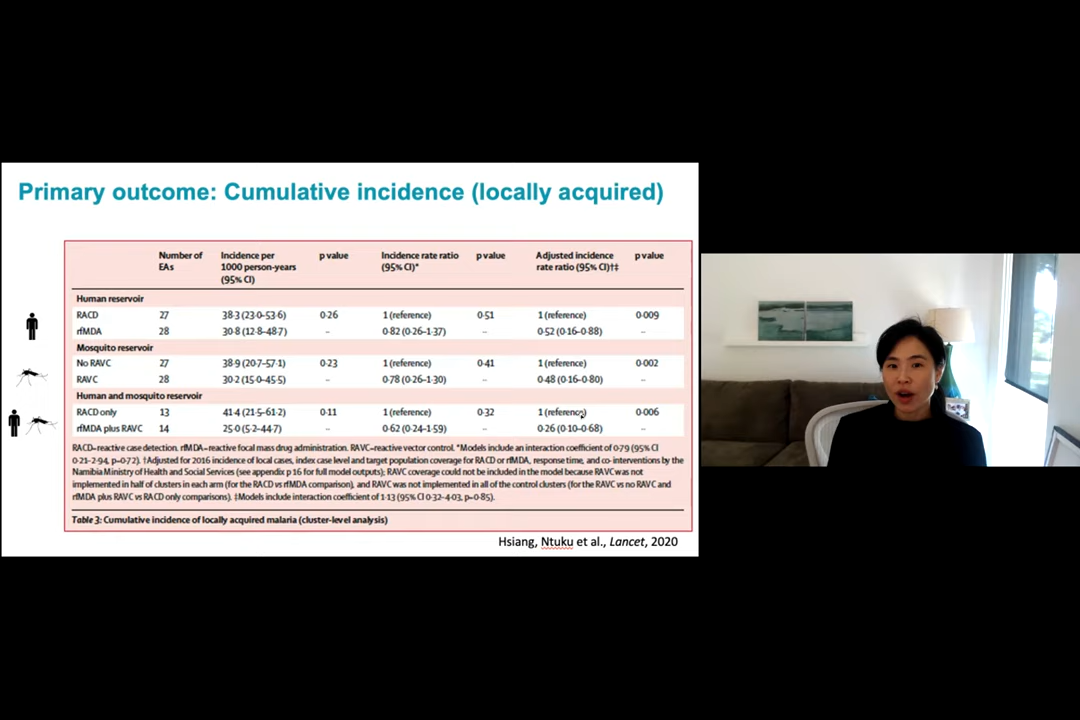 Primary outcome: Cumulative incidence (locally acquired)
Number of EAs
Incidence per 1000 person-years (95% CI)
p value
Incidence rate ratio (95% CI)*
p value
Adjusted incidence rate ratio (95% CI)†‡
p value
Human reservoir
RACD 27 38·3 (23·0–53·6) 0·26 1 (reference) 0·51 1 (reference) 0·009
rfMDA 28 30·8 (12·8–48·7) .. 0·82 (0·26–1·37) .. 0·52 (0·16–0·88) ..
Mosquito reservoir
No RAVC 27 38·9 (20·7–57·1) 0·23 1 (reference) 0·41 1 (reference) 0·002
RAVC 28 30·2 (15·0–45·5) .. 0·78 (0·26–1·30) .. 0·48 (0·16–0·80) ..
Human and mosquito reservoir
RACD only 13 41·4 (21·5–61·2) 0·11 1 (reference) 0·32 1 (reference) 0·006
rfMDA plus RAVC 14 25·0 (5·2–44·7) .. 0·62 (0·24–1·59) .. 0·26 (0·10–0·68) ..
RACD=reactive case detection. rfMDA=reactive focal mass drug administration. RAVC=reactive vector control. *Models include an interaction coefficient of 0·79 (95% CI
0·21–2·94, p=0·72). †Adjusted for 2016 incidence of local cases, index case level and target population coverage for RACD or rfMDA, response time, and co-interventions by the
Namibia Ministry of Health and Social Services (see appendix p 16 for full model outputs); RAVC coverage could not be included in the model because RAVC was not
implemented in half of clusters in each arm (for the RACD vs rfMDA comparison), and RAVC was not implemented in all of the control clusters (for the RAVC vs no RAVC and
rfMDA plus RAVC vs RACD only comparisons). ‡Models include interaction coefficient of 1·13 (95% CI 0·32–4·03, p=0·85).
Table 3: Cumulative incidence of locally acquired malaria (cluster-level analysis)
Hsiang, Ntuku et al., Lancet, 2020